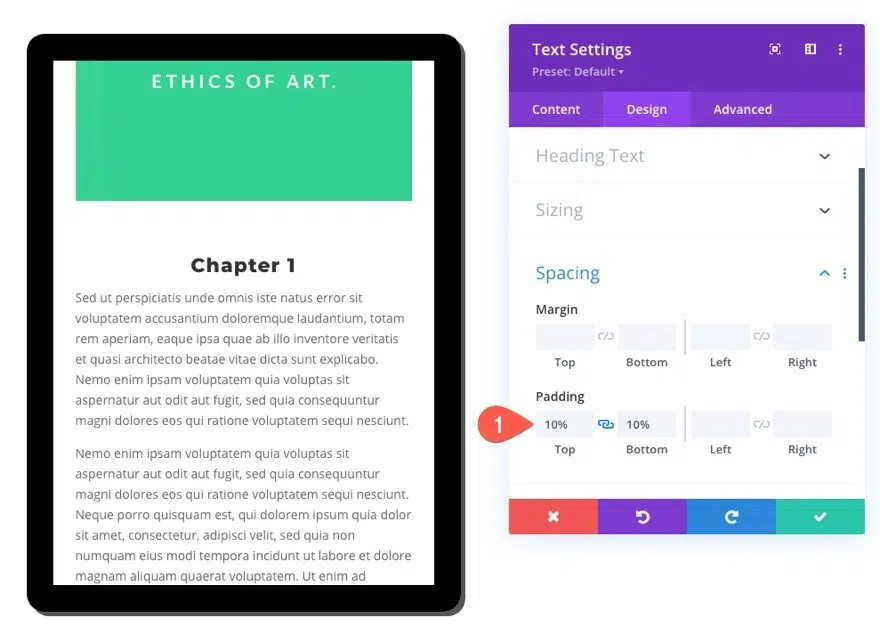 ETHICS OF ART.
Chapter 1
Sed ut perspiciatis unde omnis iste natus error sit
voluptatem accusantium doloremque laudantium, totam
rem aperiam, eaque ipsa quae ab illo inventore veritatis
et quasi architecto beatae vitae dicta sunt explicabo.
Nemo enim ipsam voluptatem quia voluptas sit
aspernatur aut odit aut fugit, sed quia consequuntur
magni dolores eos qui ratione voluptatem sequi nesciunt.
Nemo enim ipsam voluptatem quia voluptas sit
aspernatur aut odit aut fugit, sed quia consequuntur
magni dolores eos qui ratione voluptatem sequi nesciunt.
Neque porro quisquam est, qui dolorem ipsum quia dolor
sit amet, consectetur, adipisci velit, sed quia non
numquam eius modi tempora incidunt ut labore et dolore
magnam aliquam quaerat voluptatem. Ut enim ad
Text Settings
Preset: Default
Content Design Advanced
Heading Text
Sizing
Spacing
Margin
Top Bottom Left Right
Padding
1 10% 10%
Top Bottom Left Right